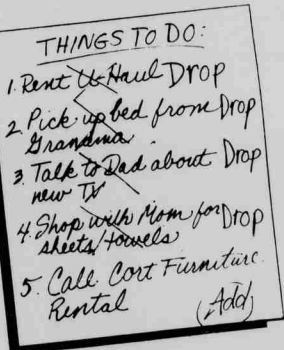 THINGS TO DO:
1. Rent U-Haul Drop
2. Pick up bed from Drop
Grandma
3. Talk to Dad about Drop
new TV
4. Shop with Mom for Drop
sheets/towels
5. Call Cort Furniture
Rental (Add)